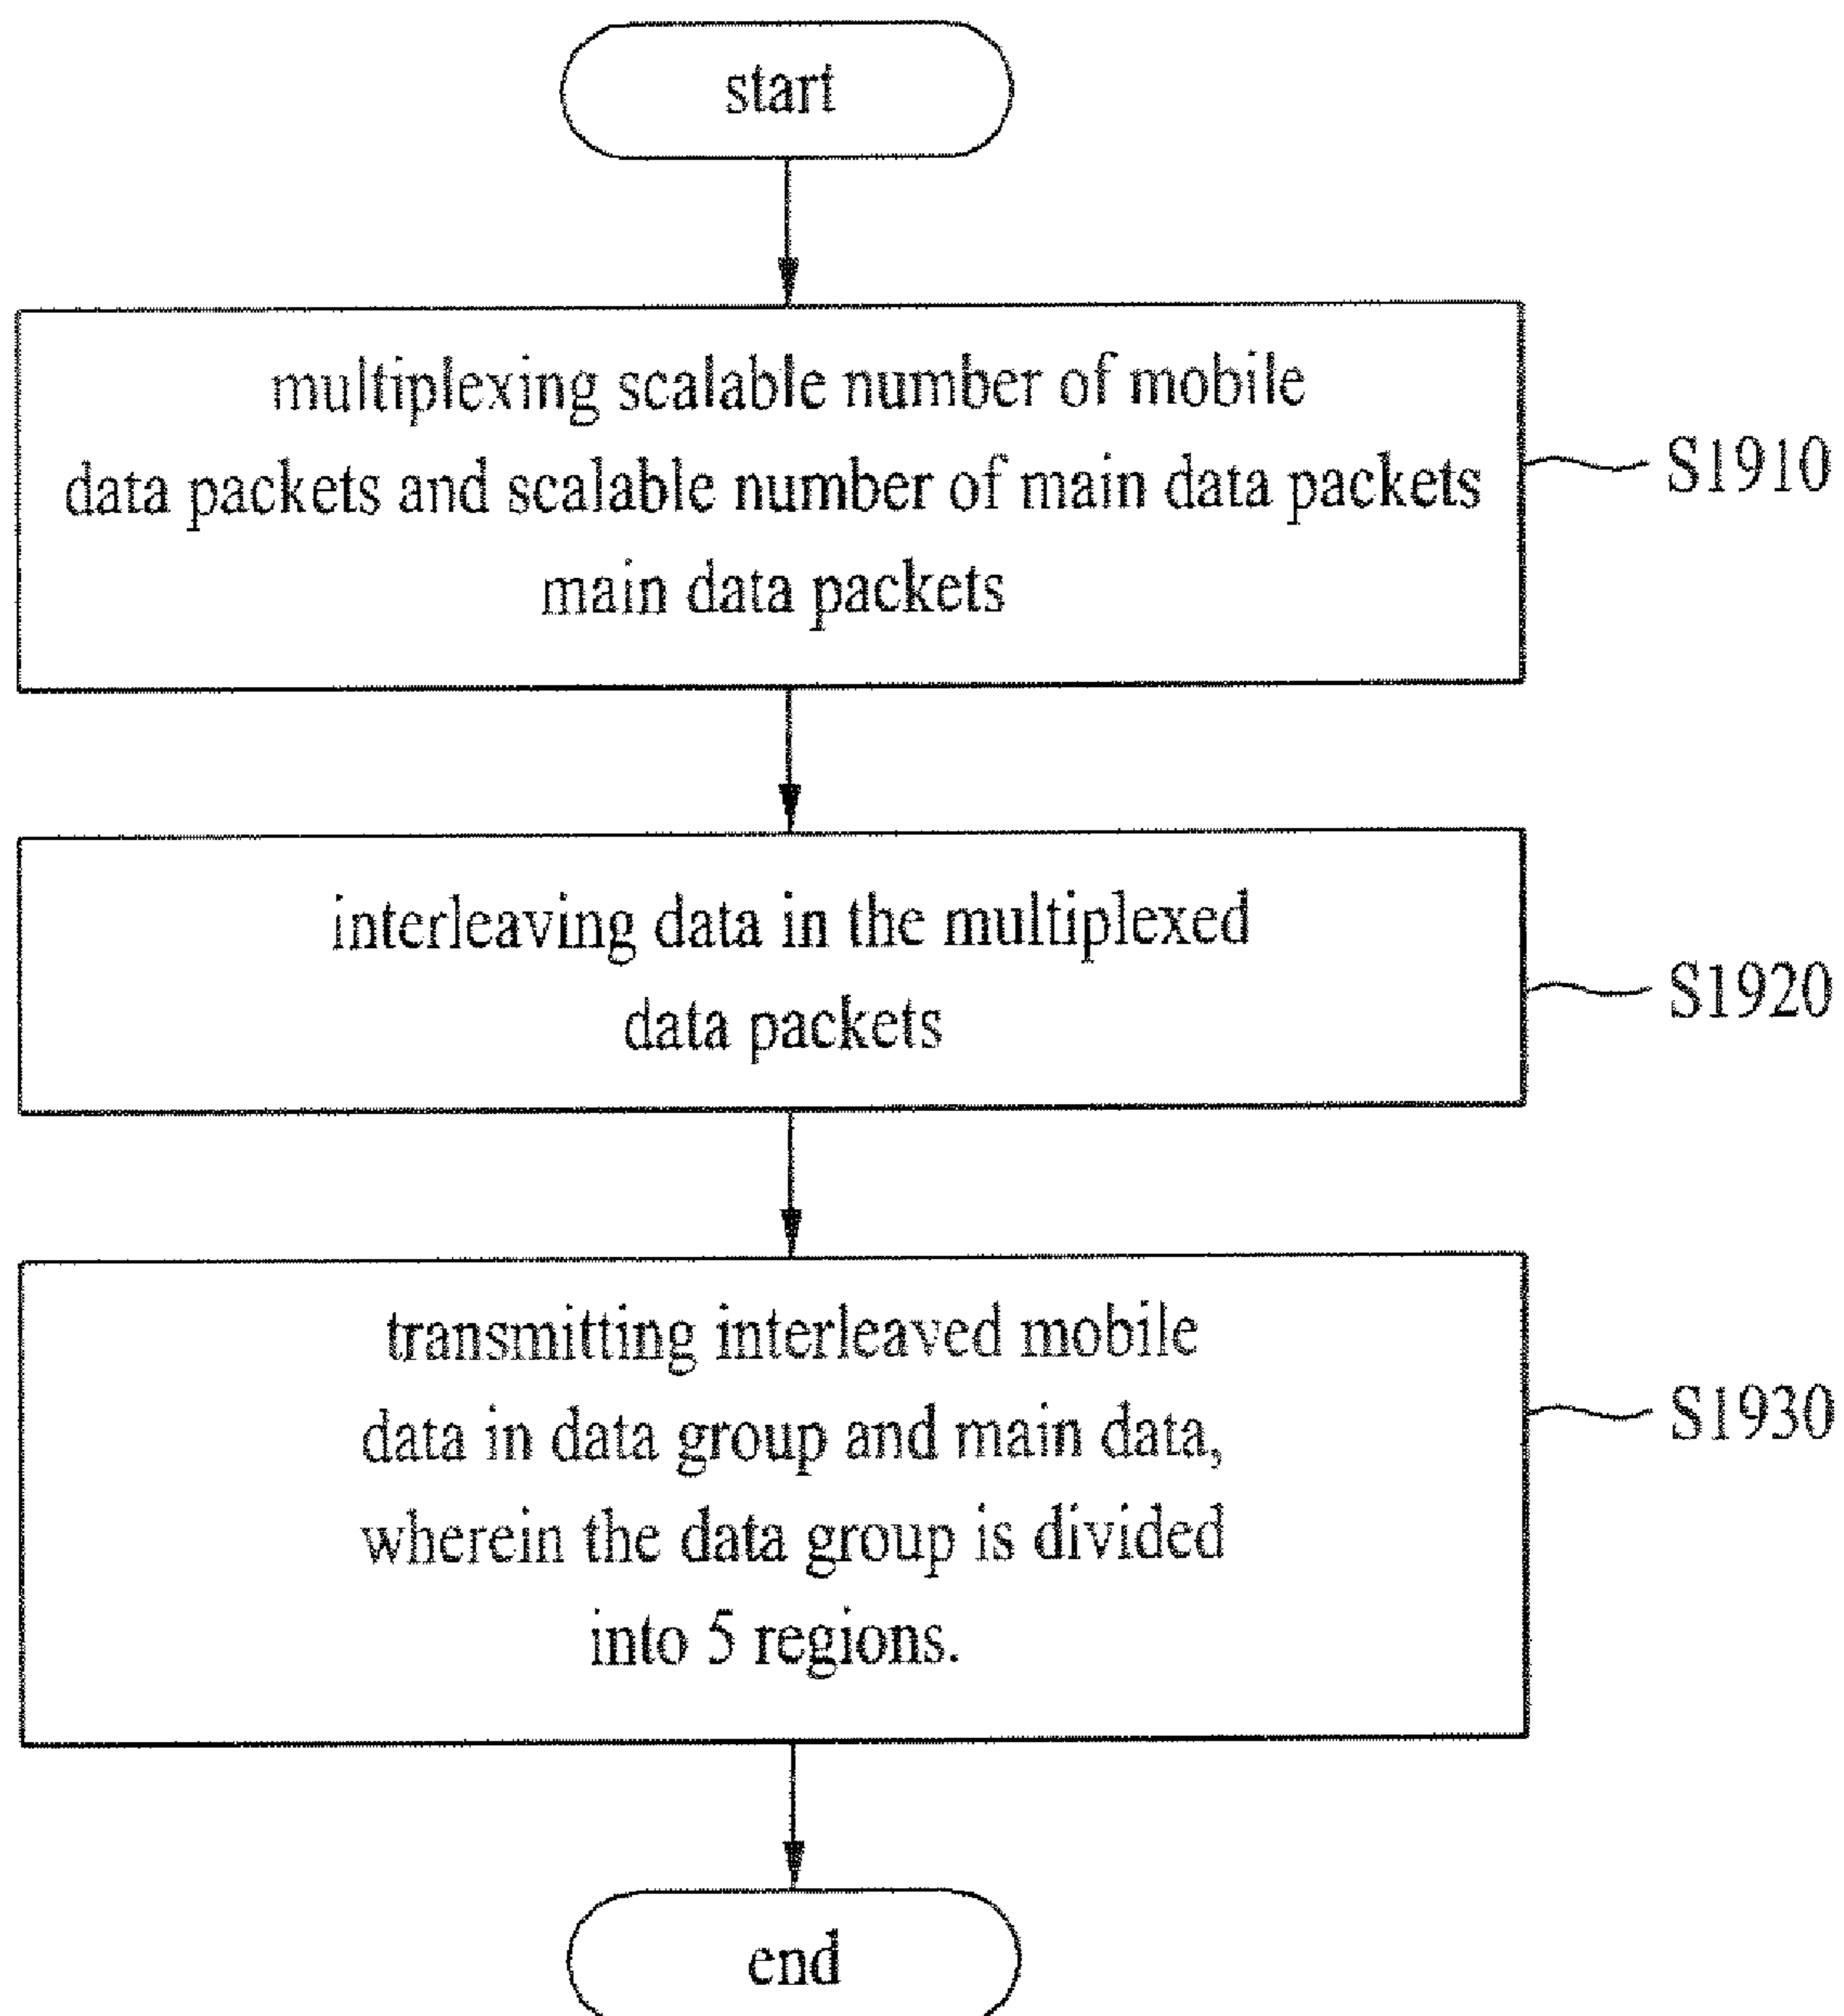 start
multiplexing scalable number of mobile
data packets and scalable number of main data packets
main data packets
S1910
interleaving data in the multiplexed
data packets
S1920
transmitting interleaved mobile
data in data group and main data,
wherein the data group is divided
into 5 regions.
S1930
end